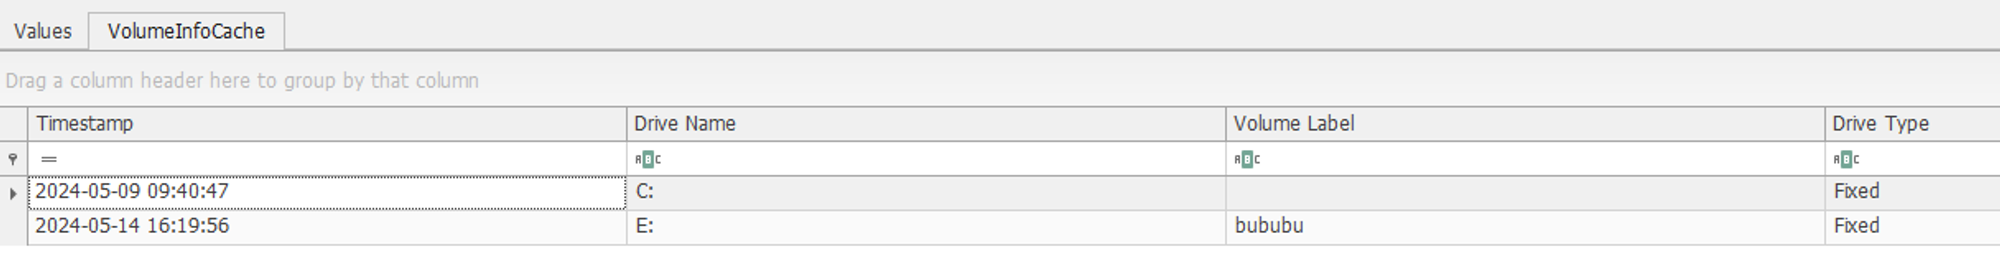 Values VolumeInfoCache
Drag a column header here to group by that column
Timestamp Drive Name Volume Label Drive Type
= ABC ABC ABC
2024-05-09 09:40:47 C: Fixed
2024-05-14 16:19:56 E: bububu Fixed